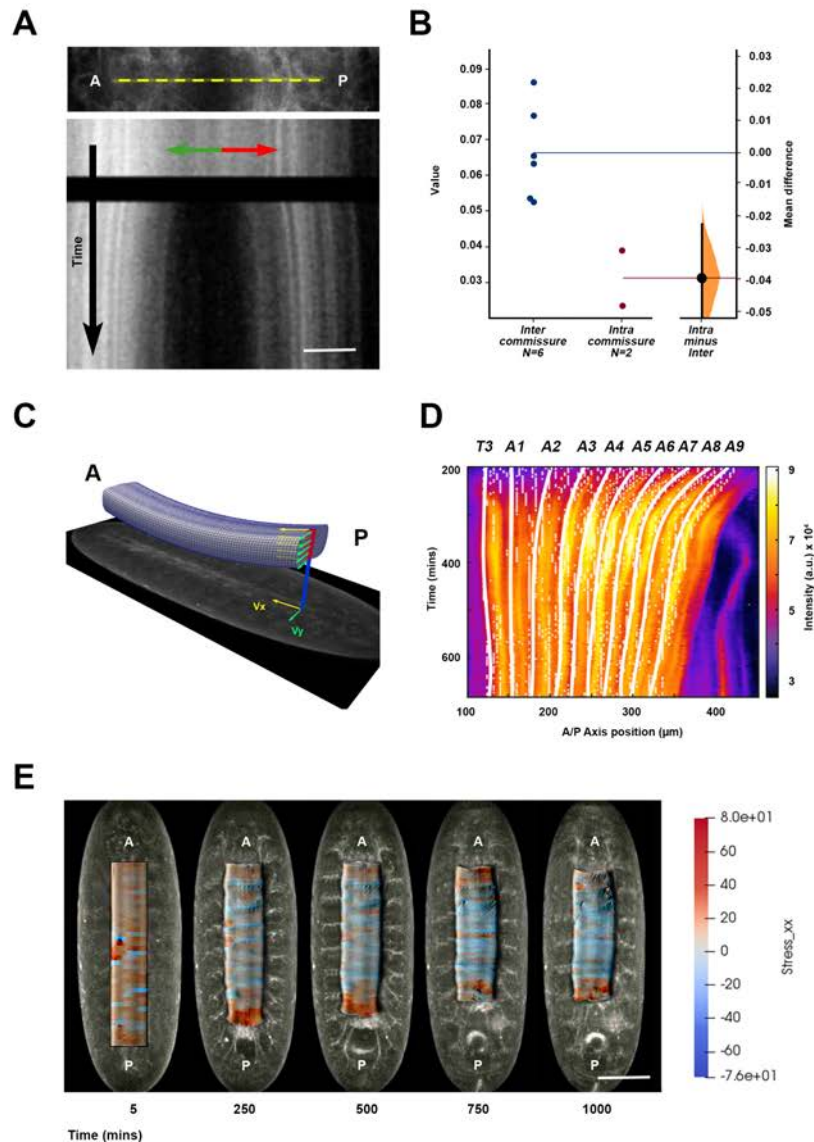 A
A
P
Time
B
0.09
0.08
0.07
0.06
0.05
0.04
0.03
Value
0.03
0.02
0.01
0.00
-0.01
-0.02
-0.03
-0.04
-0.05
Mean difference
Inter
commissure
N=6
Intra
commissure
N=2
Intra
minus
Inter
C
A
P
Vx
Vy
D
T3 A1 A2 A3 A4 A5 A6 A7 A8 A9
200
400
600
Time (mins)
100 200 300 400
A/P Axis position (µm)
9
7
5
3
Intensity (a.u.) x 10⁴
E
A A A A A
P P P P P
5 250 500 750 1000
Time (mins)
8.0e+01
60
40
20
0
-20
-40
-60
-7.6e+01
Stress_xx